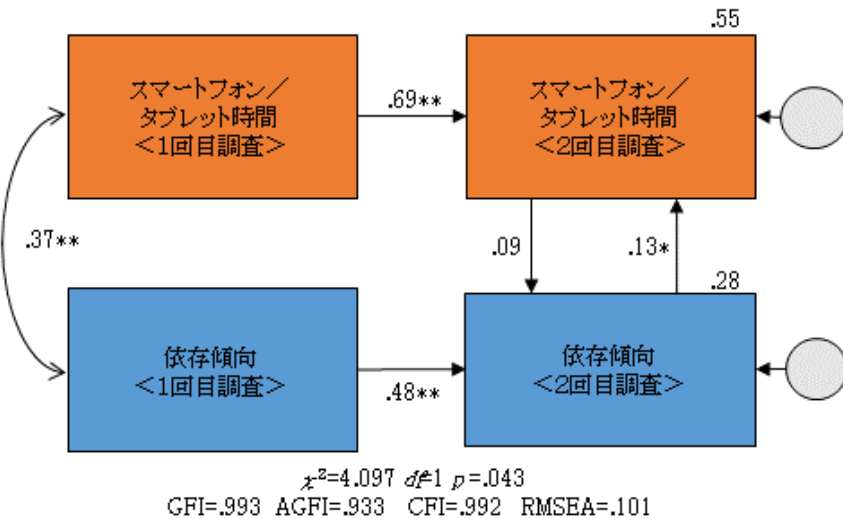 .55
スマートフォン／
タブレット時間
＜1回目調査＞
.69**
スマートフォン／
タブレット時間
＜2回目調査＞
.37**
.09
.13*
.28
依存傾向
＜1回目調査＞
.48**
依存傾向
＜2回目調査＞
χ²=4.097 df=1 p=.043
GFI=.993 AGFI=.933 CFI=.992 RMSEA=.101